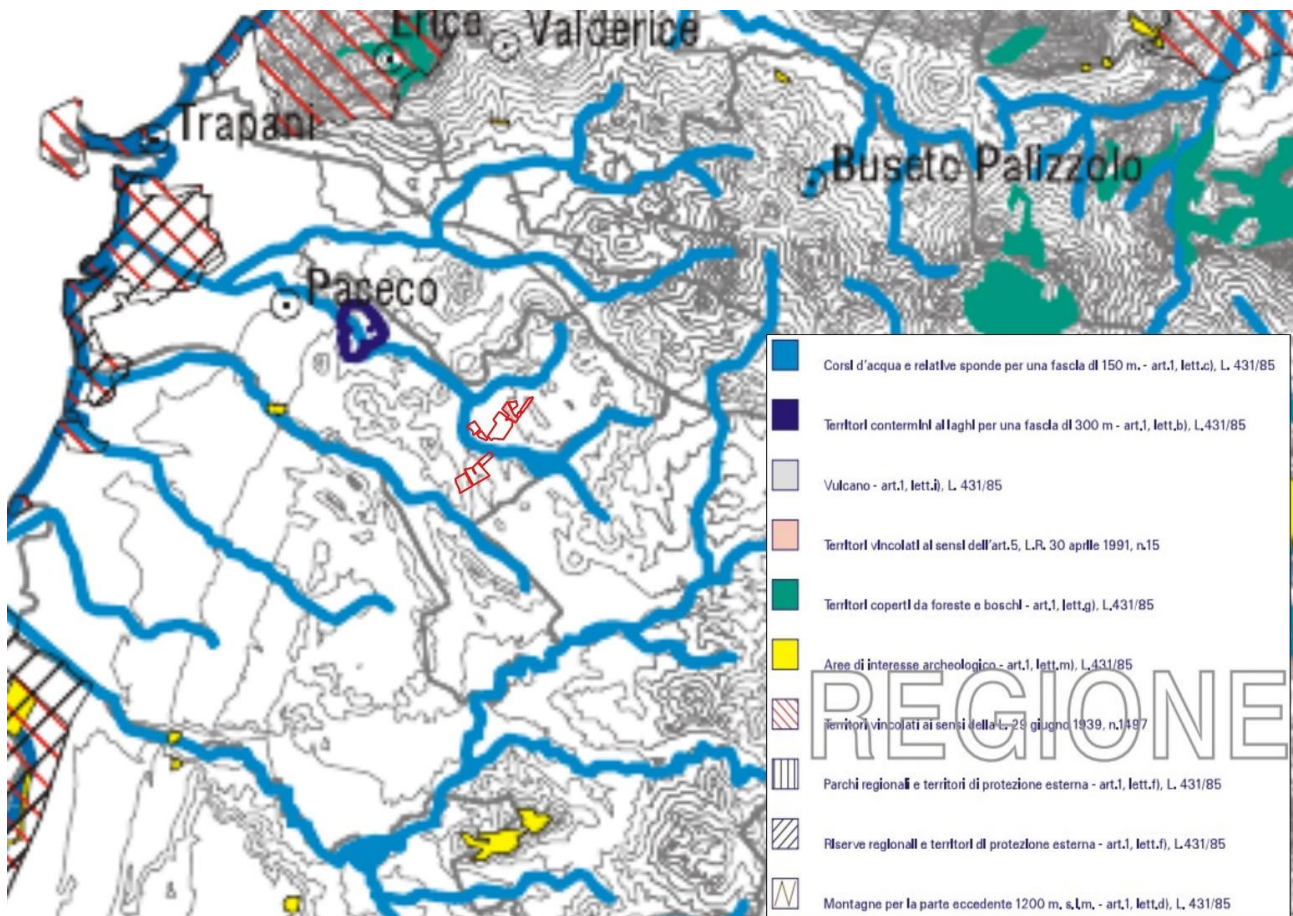 Erice
Valderice
Trapani
Buseto Palizzolo
Paceco
Corsi d'acqua e relative sponde per una fascia di 150 m. - art.1, lett.c), L. 431/85
Territori contermini ai laghi per una fascia di 300 m - art.1, lett.b), L.431/85
Vulcano - art.1, lett.i), L. 431/85
Territori vincolati ai sensi dell'art.5, L.R. 30 aprile 1991, n.15
Territori coperti da foreste e boschi - art.1, lett.g), L.431/85
Aree di interesse archeologico - art.1, lett.m), L.431/85
REGIONE
Territori vincolati ai sensi della L. 29 giugno 1939, n.1497
Parchi regionali e territori di protezione esterna - art.1, lett.f), L. 431/85
Riserve regionali e territori di protezione esterna - art.1, lett.f), L.431/85
Montagne per la parte eccedente 1200 m. s.l.m. - art.1, lett.d), L. 431/85